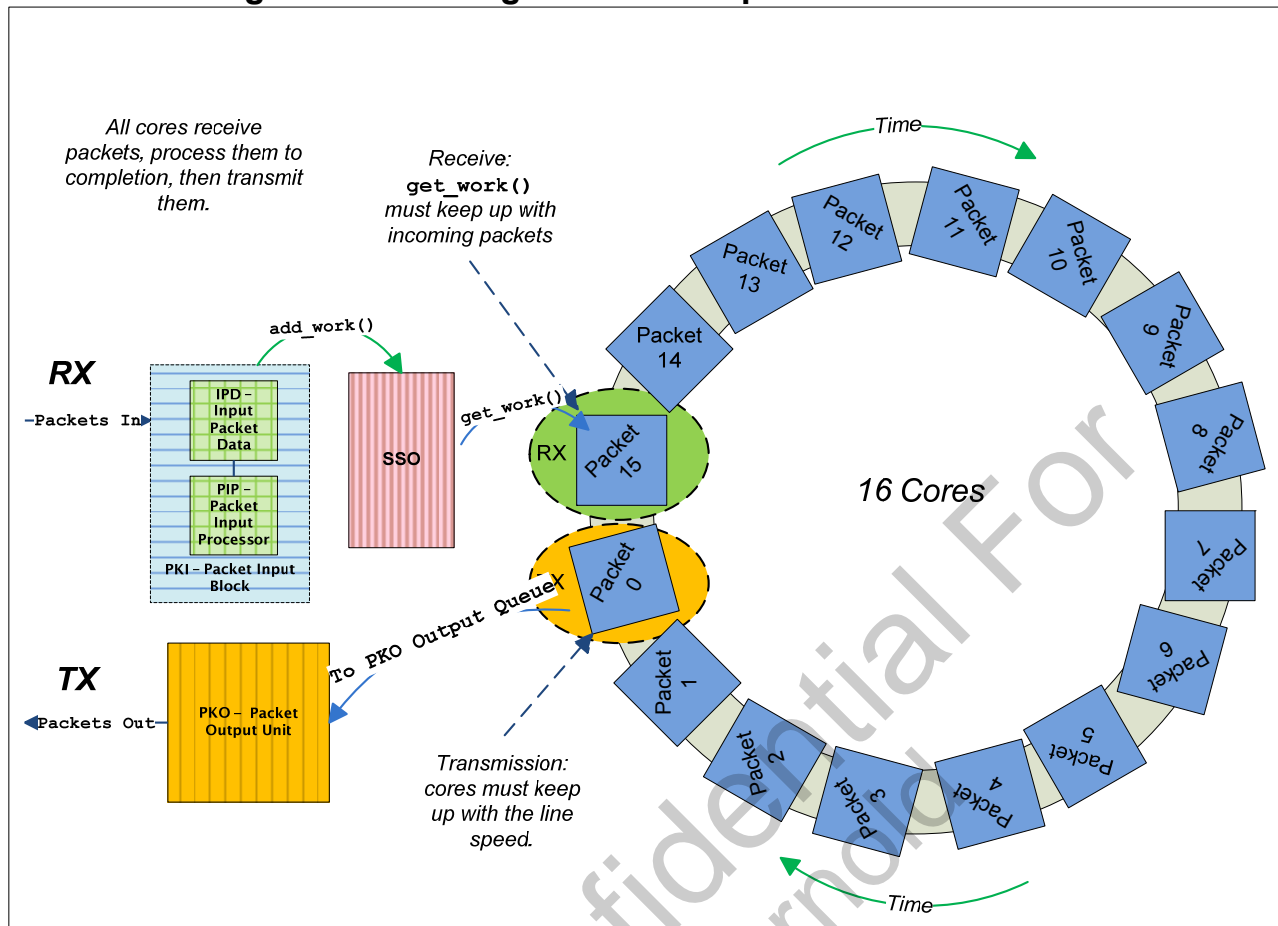 All cores receive
packets, process them to
completion, then transmit
them.
Receive:
get_work()
must keep up with
incoming packets
Time
Packet
11
Packet
12
Packet
10
Packet
13
Packet
9
Packet
14
add_work()
RX
Packets In
IPD –
Input
Packet
Data
PIP –
Packet
Input
Processor
PKI – Packet Input
Block
SSO
get_work()
RX
Packet
15
Packet
8
16 Cores
Packet
7
Packet
0
To PKO Output Queue
Packet
6
Packet
1
TX
Packets Out
PKO – Packet
Output Unit
Packet
2
Packet
3
Packet
4
Packet
5
Transmission:
cores must keep
up with the line
speed.
Time
fidential For
rnold